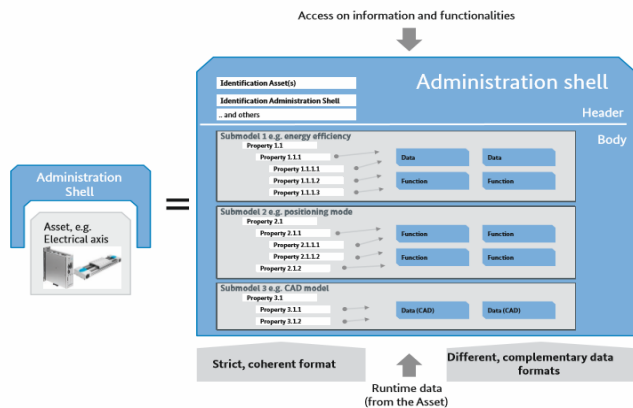 Access on information and functionalities
Administration shell
Identification Asset(s)
Identification Administration Shell
.. and others
Header
Body
Submodel 1 e.g. energy efficiency
Property 1.1
Property 1.1.1
Property 1.1.1.1
Property 1.1.1.2
Property 1.1.1.3
Data
Data
Function
Function
Administration
Shell
Asset, e.g.
Electrical axis
=
Submodel 2 e.g. positioning mode
Property 2.1
Property 2.1.1
Property 2.1.1.1
Property 2.1.1.2
Property 2.1.2
Function
Function
Function
Function
Submodel 3 e.g. CAD model
Property 3.1
Property 3.1.1
Property 3.1.2
Data (CAD)
Data (CAD)
Strict, coherent format
Different, complementary data
formats
Runtime data
(from the Asset)